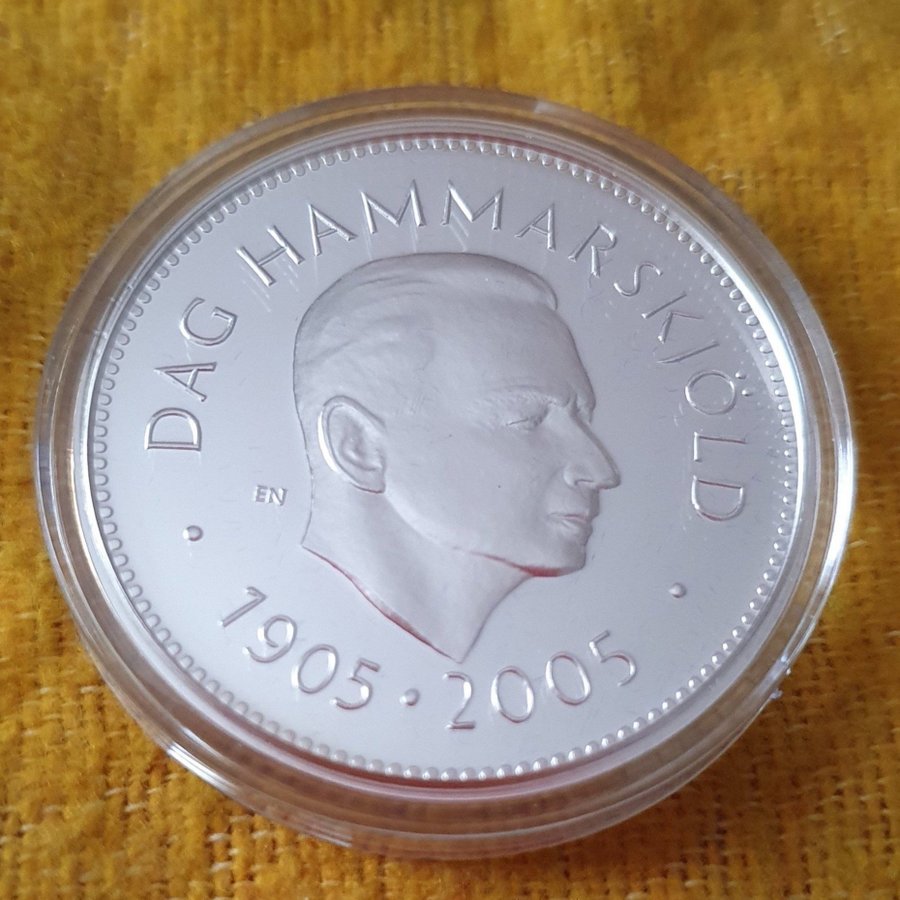 DAG HAMMARSKJÖLD
EN
1905 · 2005